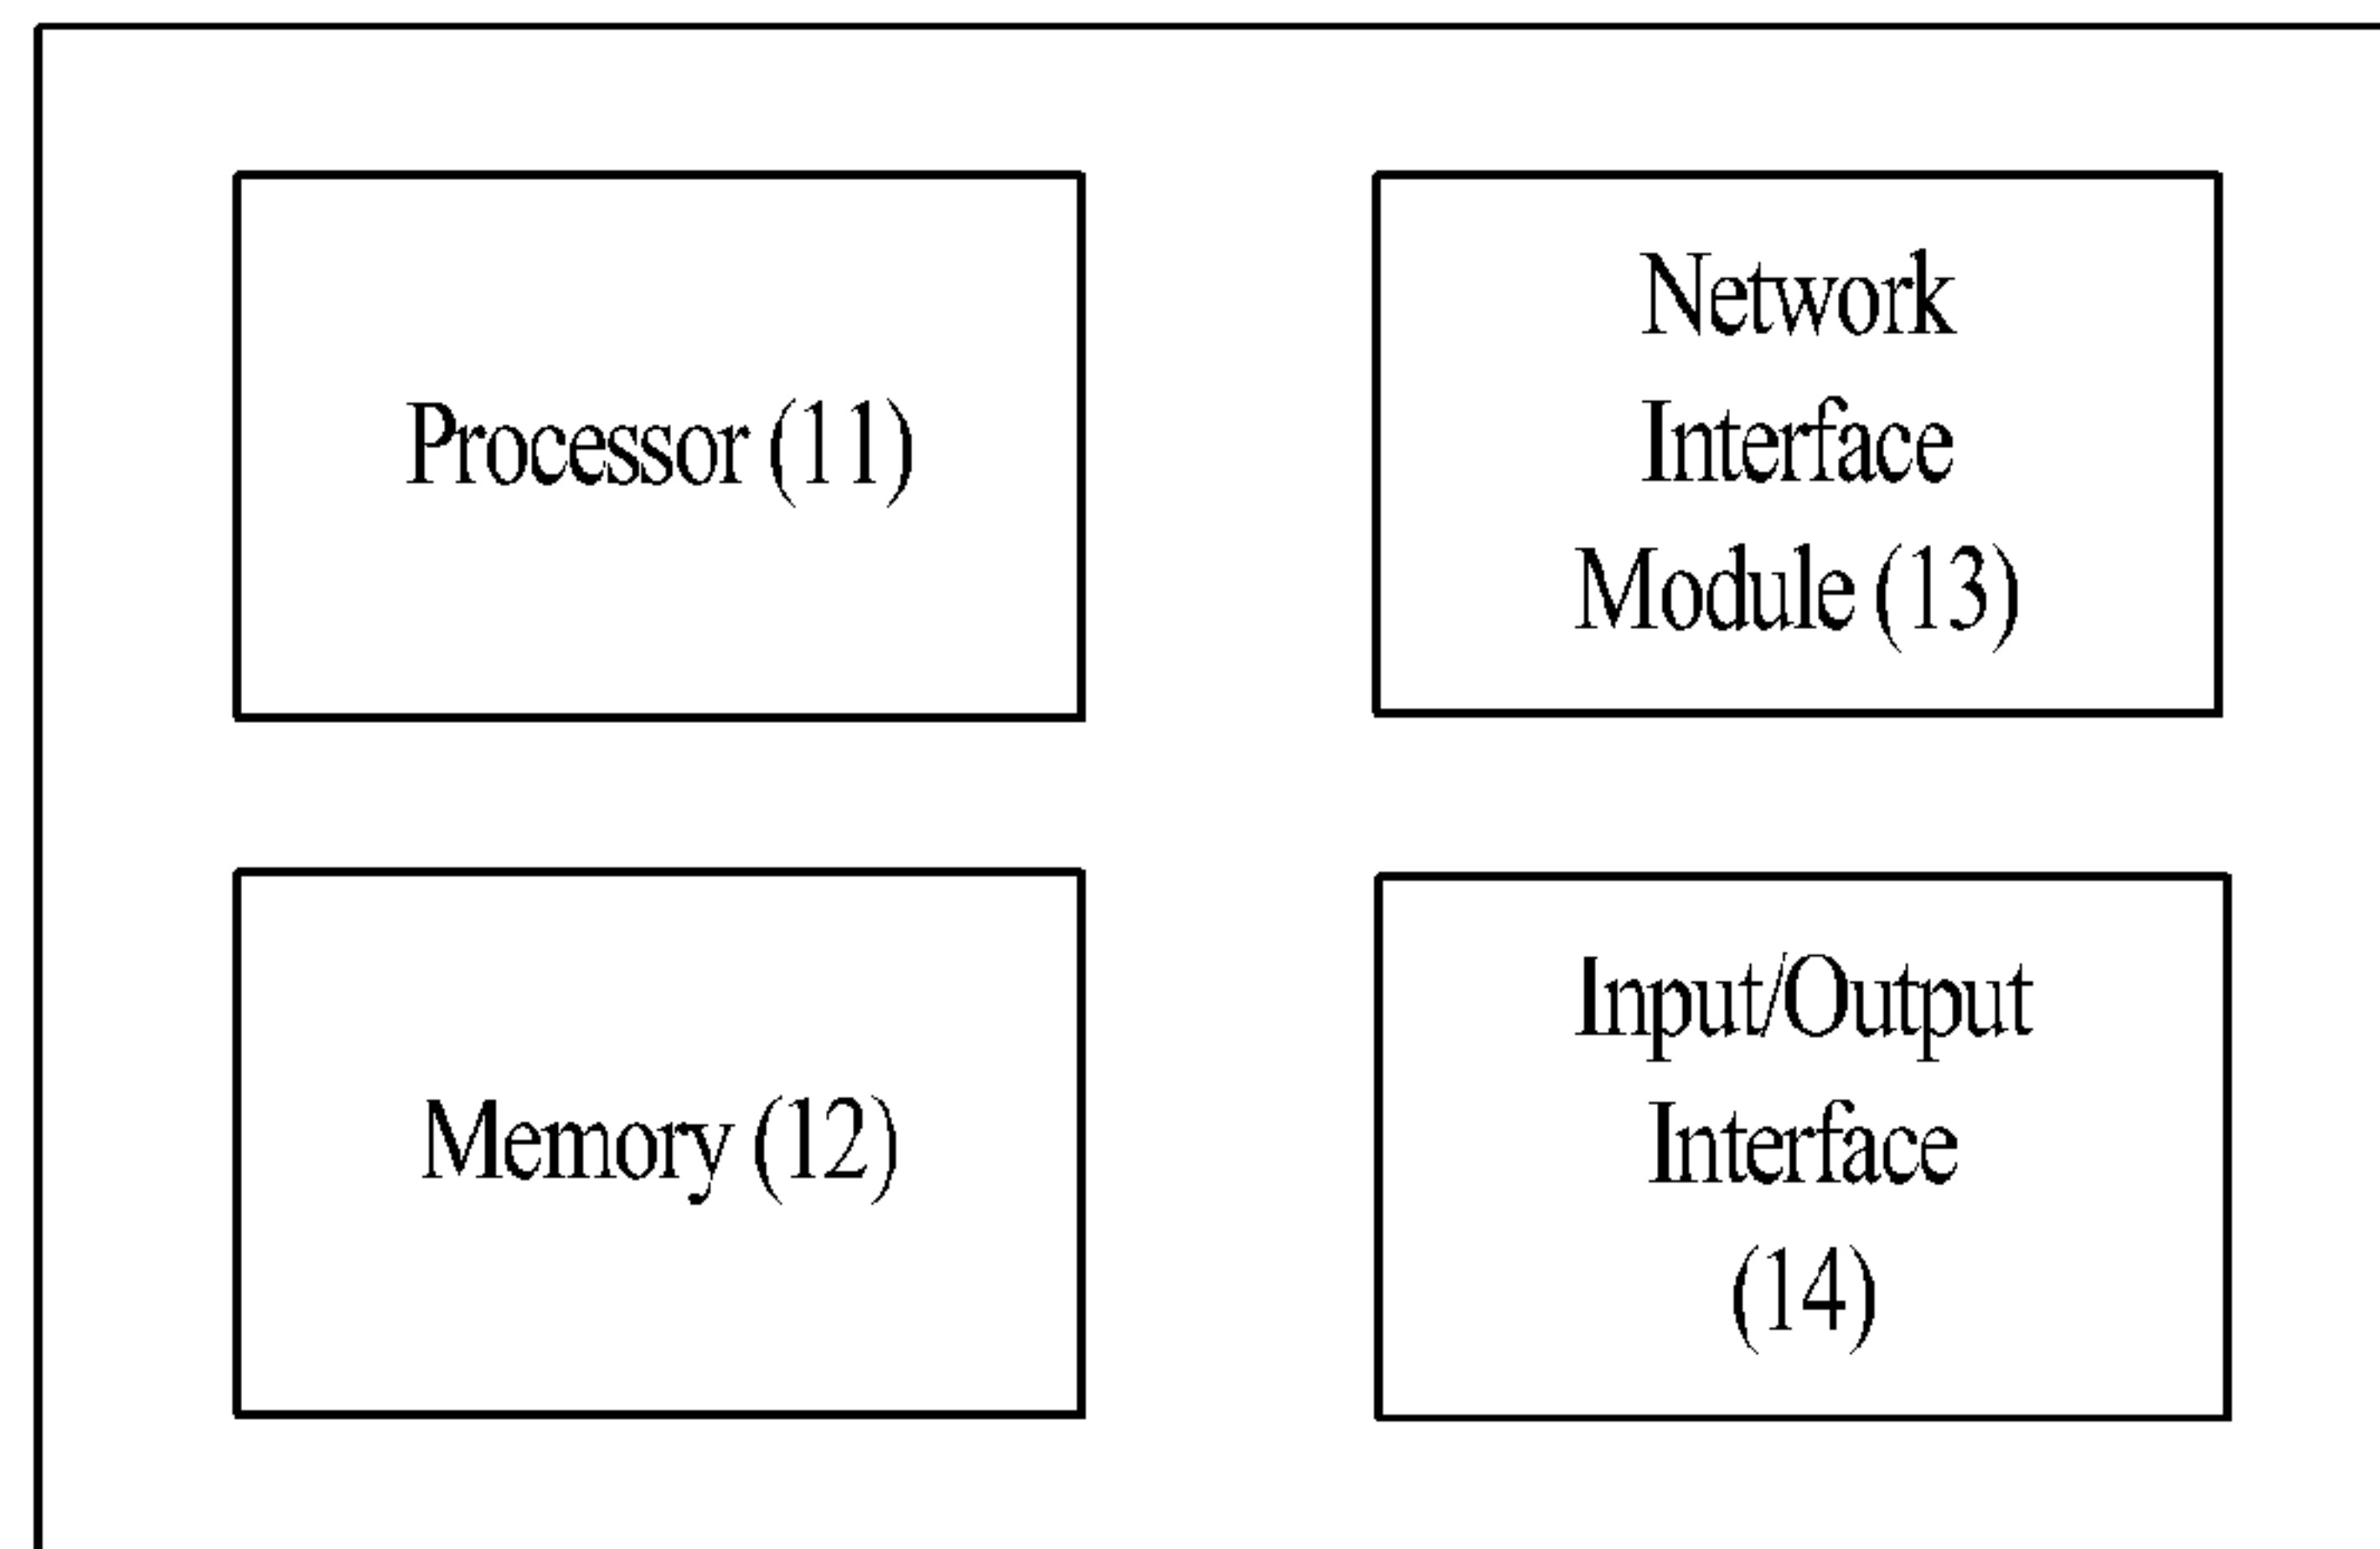 Processor (11)
Network
Interface
Module (13)
Memory (12)
Input/Output
Interface
(14)